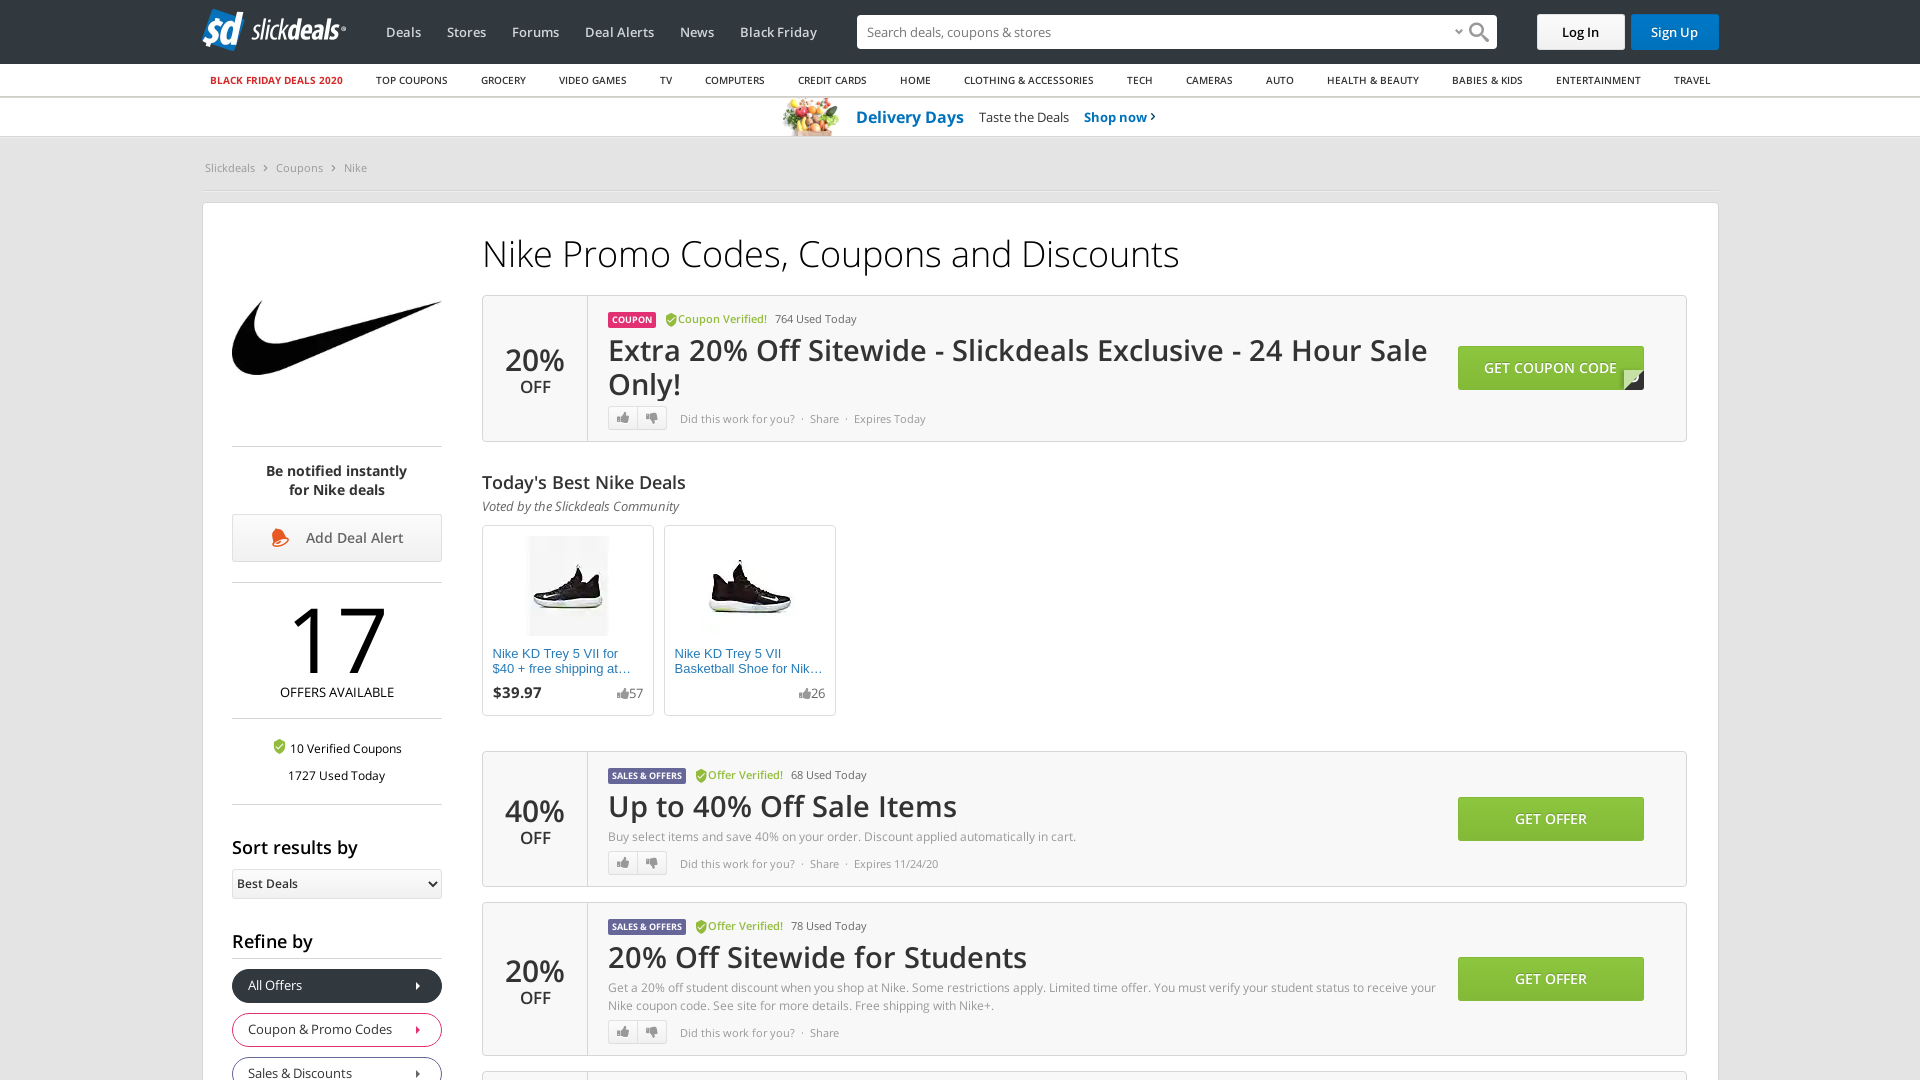 sd slickdeals
Deals
Stores
Forums
Deal Alerts
News
Black Friday
Search deals, coupons & stores
Log In
Sign Up
BLACK FRIDAY DEALS 2020
TOP COUPONS
GROCERY
VIDEO GAMES
TV
COMPUTERS
CREDIT CARDS
HOME
CLOTHING & ACCESSORIES
TECH
CAMERAS
AUTO
HEALTH & BEAUTY
BABIES & KIDS
ENTERTAINMENT
TRAVEL
Delivery Days Taste the Deals Shop now
Slickdeals > Coupons > Nike
Be notified instantly
for Nike deals
Add Deal Alert
17
OFFERS AVAILABLE
10 Verified Coupons
1727 Used Today
Sort results by
Best Deals
Refine by
All Offers
Coupon & Promo Codes
Sales & Discounts
Nike Promo Codes, Coupons and Discounts
20%
OFF
COUPON Coupon Verified! 764 Used Today
Extra 20% Off Sitewide - Slickdeals Exclusive - 24 Hour Sale
Only!
Did this work for you? · Share · Expires Today
GET COUPON CODE
Today's Best Nike Deals
Voted by the Slickdeals Community
Nike KD Trey 5 VII for
$40 + free shipping at…
$39.97 57
Nike KD Trey 5 VII
Basketball Shoe for Nik…
26
40%
OFF
SALES & OFFERS Offer Verified! 68 Used Today
Up to 40% Off Sale Items
Buy select items and save 40% on your order. Discount applied automatically in cart.
Did this work for you? · Share · Expires 11/24/20
GET OFFER
20%
OFF
SALES & OFFERS Offer Verified! 78 Used Today
20% Off Sitewide for Students
Get a 20% off student discount when you shop at Nike. Some restrictions apply. Limited time offer. You must verify your student status to receive your
Nike coupon code. See site for more details. Free shipping with Nike+.
Did this work for you? · Share
GET OFFER